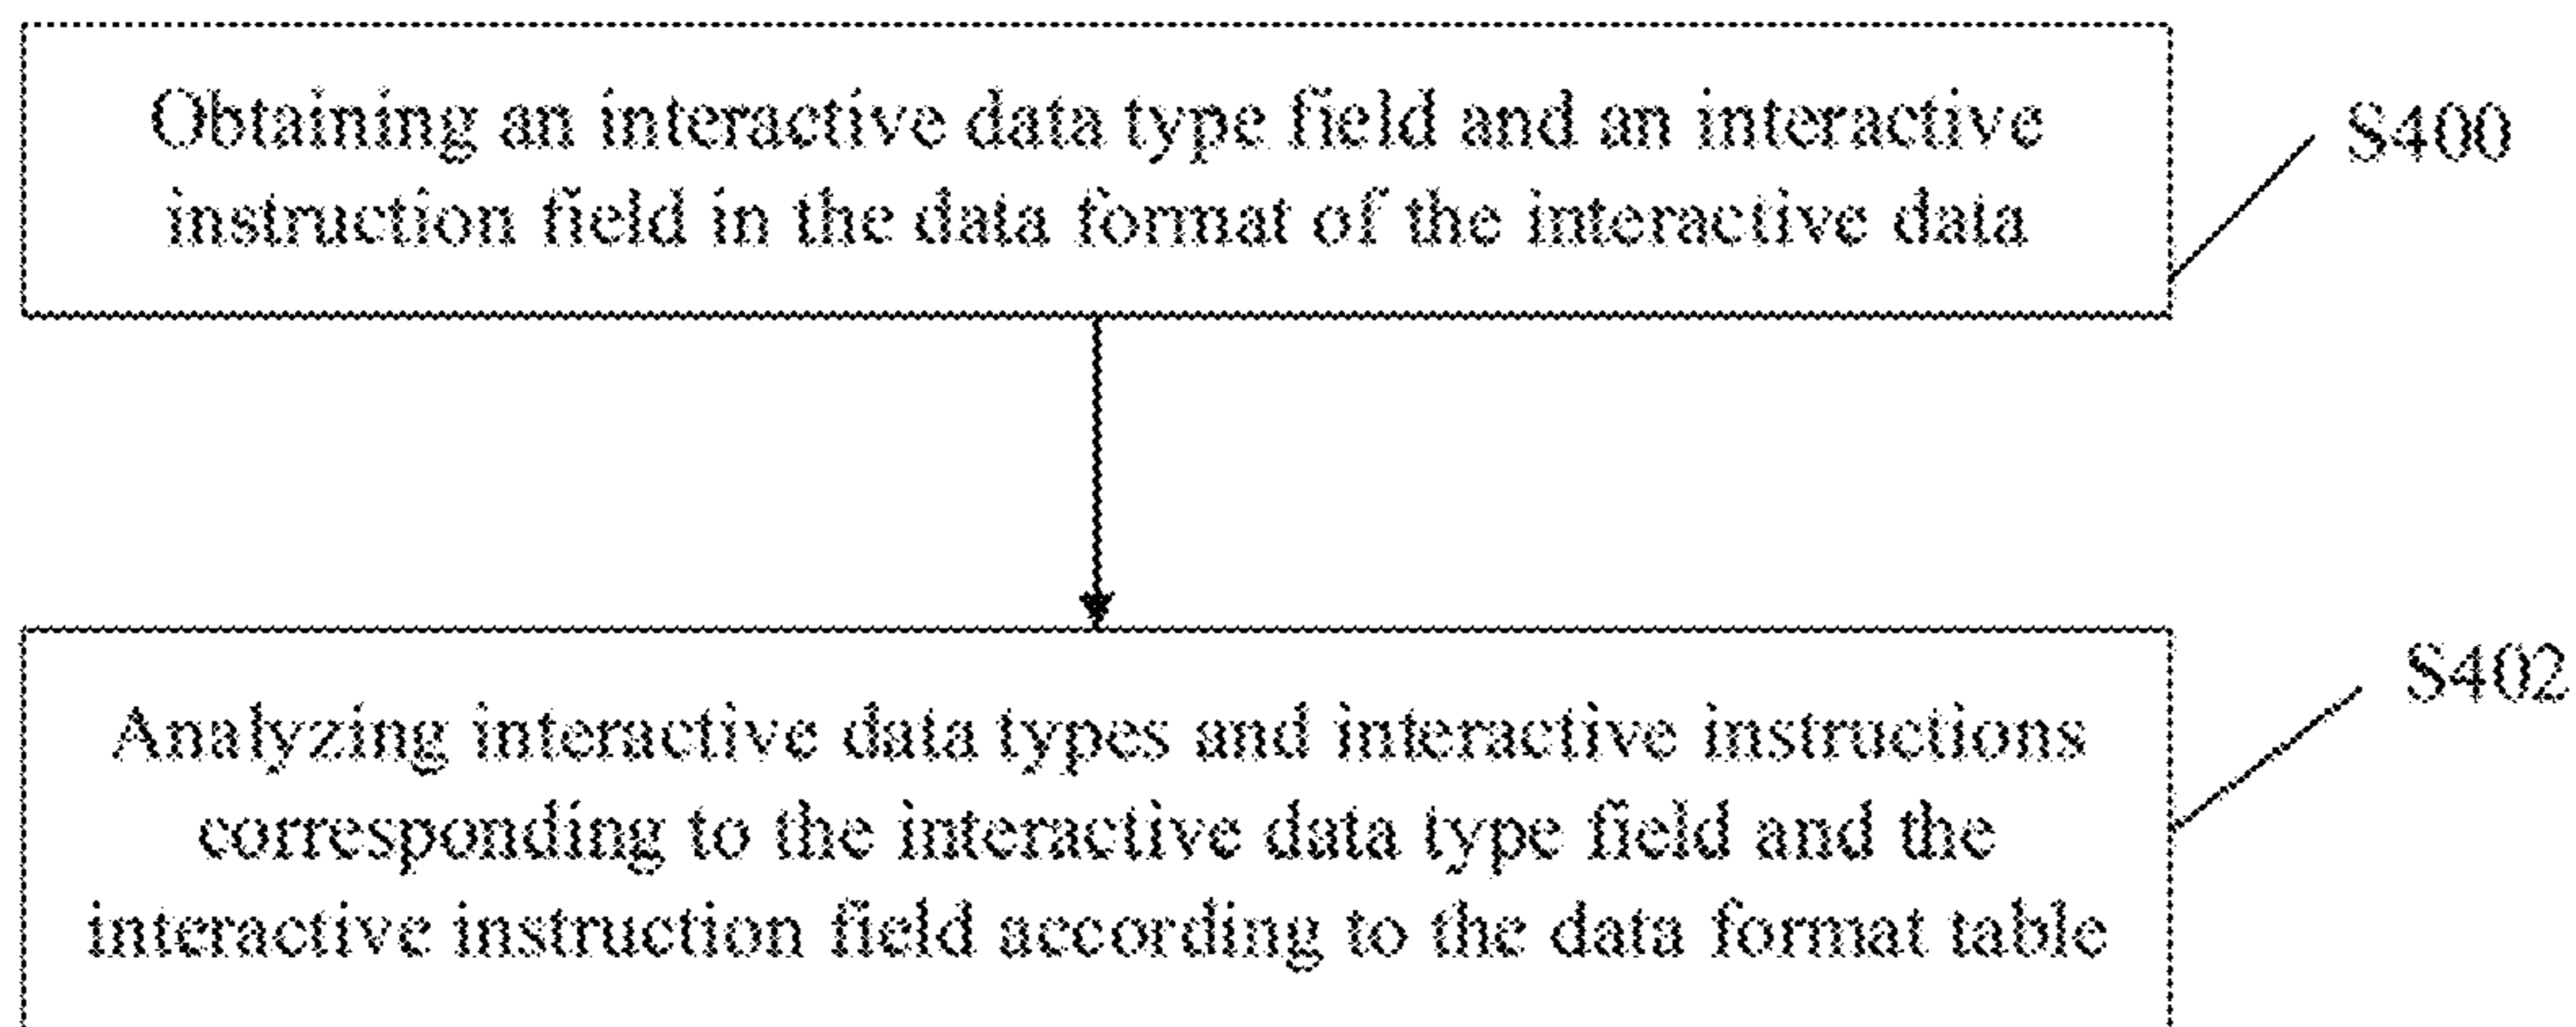 Obtaining an interactive data type field and an interactive
instruction field in the data format of the interactive data
S400
Analyzing interactive data types and interactive instructions
corresponding to the interactive data type field and the
interactive instruction field according to the data format table
S402